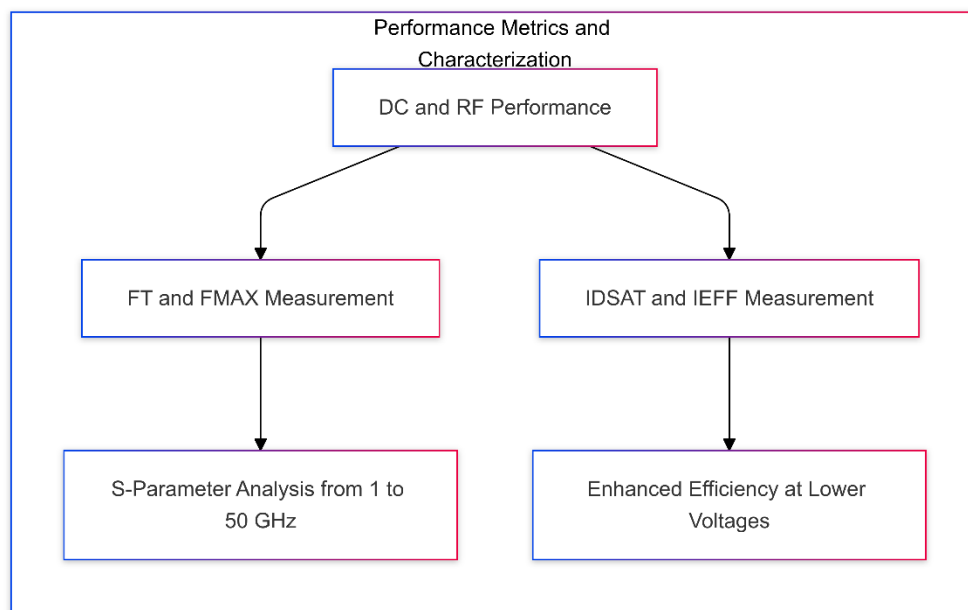 Performance Metrics and
Characterization
DC and RF Performance
FT and FMAX Measurement
IDSAT and IEFF Measurement
S-Parameter Analysis from 1 to
50 GHz
Enhanced Efficiency at Lower
Voltages